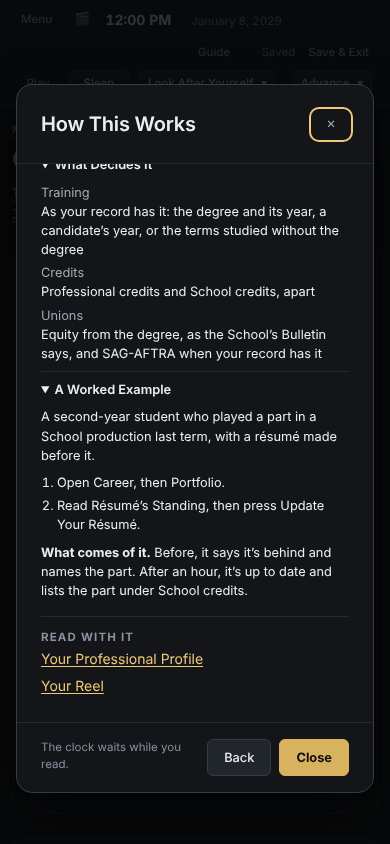 Menu 🎬 12:00 PM January 8, 2029
Guide Saved Save & Exit
Play Sleep Look After Yourself ▾ Advance ▾
How This Works ×
▼ What Decides It
Training
As your record has it: the degree and its year, a
candidate's year, or the terms studied without the
degree
Credits
Professional credits and School credits, apart
Unions
Equity from the degree, as the School's Bulletin
says, and SAG-AFTRA when your record has it
▼ A Worked Example
A second-year student who played a part in a
School production last term, with a résumé made
before it.
1. Open Career, then Portfolio.
2. Read Résumé's Standing, then press Update
Your Résumé.
What comes of it. Before, it says it's behind and
names the part. After an hour, it's up to date and
lists the part under School credits.
READ WITH IT
Your Professional Profile
Your Reel
The clock waits while you
read.
Back Close